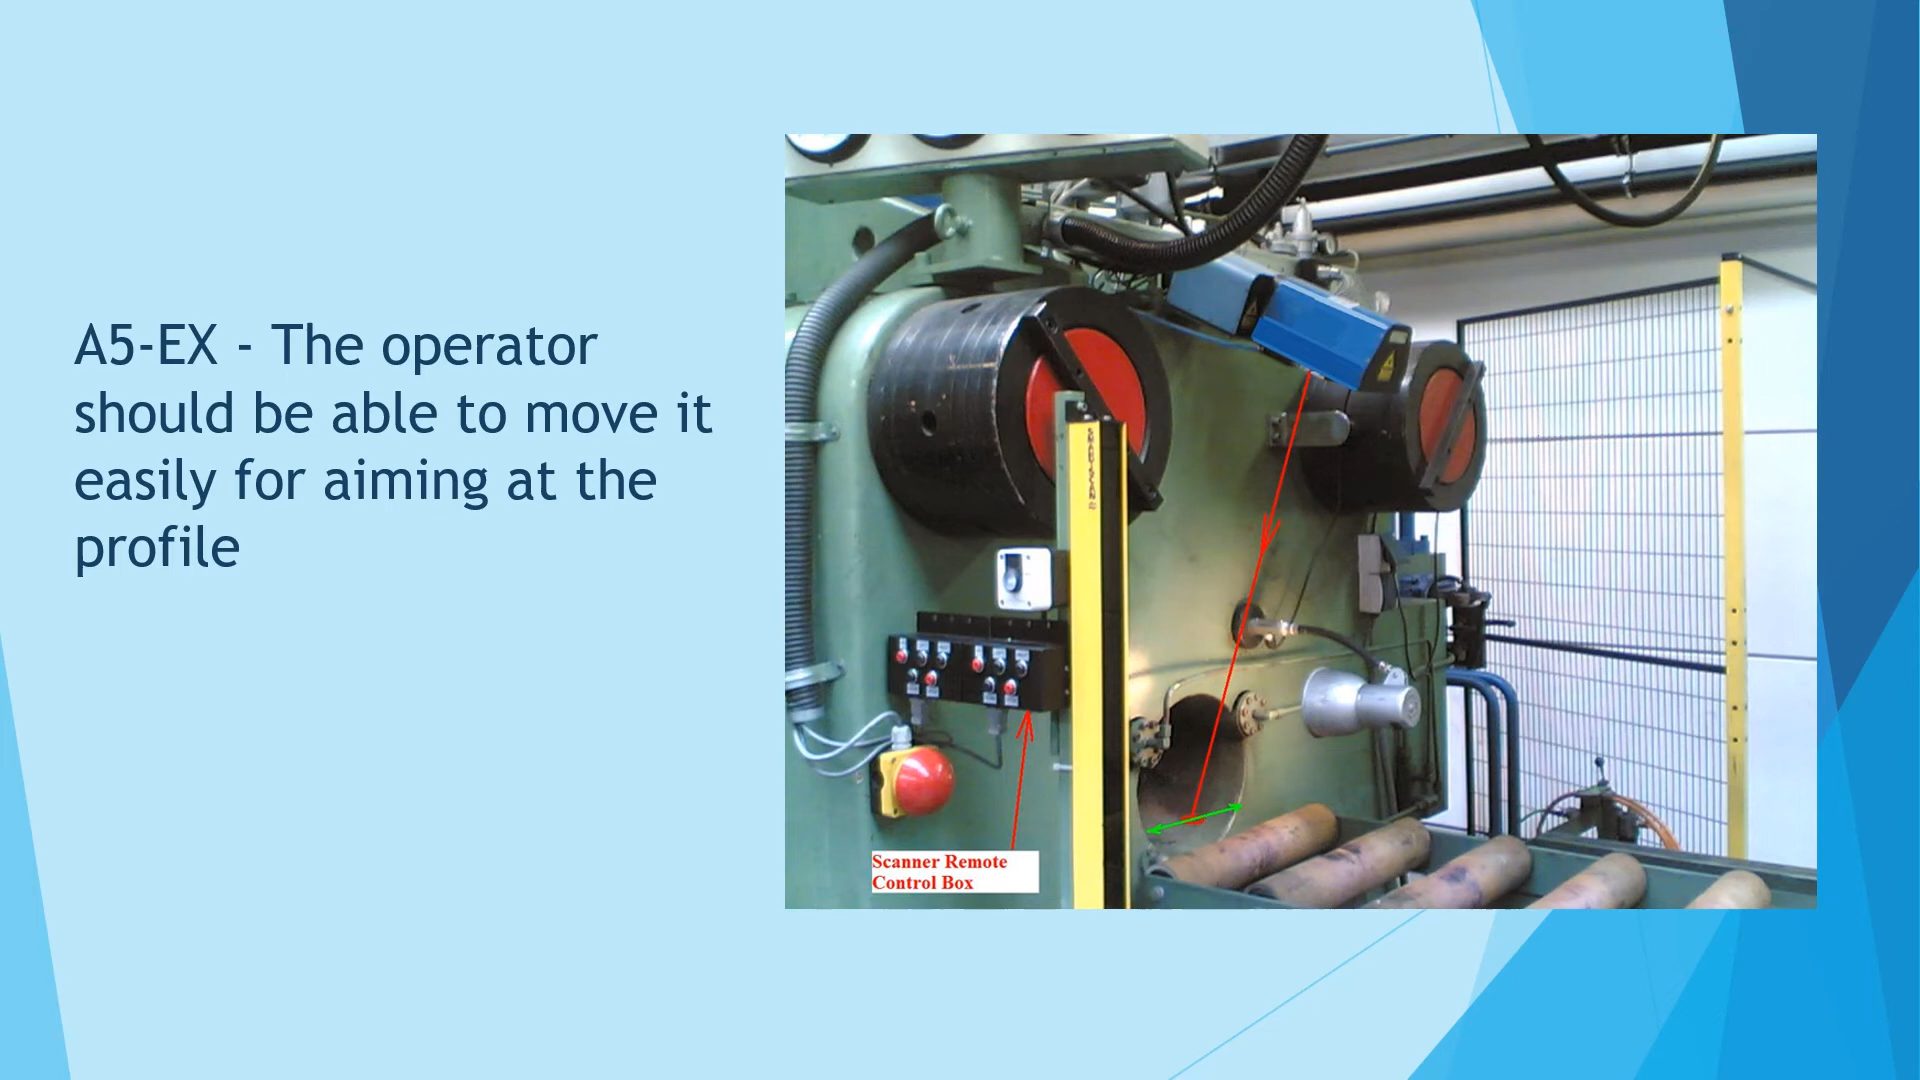 A5-EX - The operator
should be able to move it
easily for aiming at the
profile
Scanner Remote
Control Box